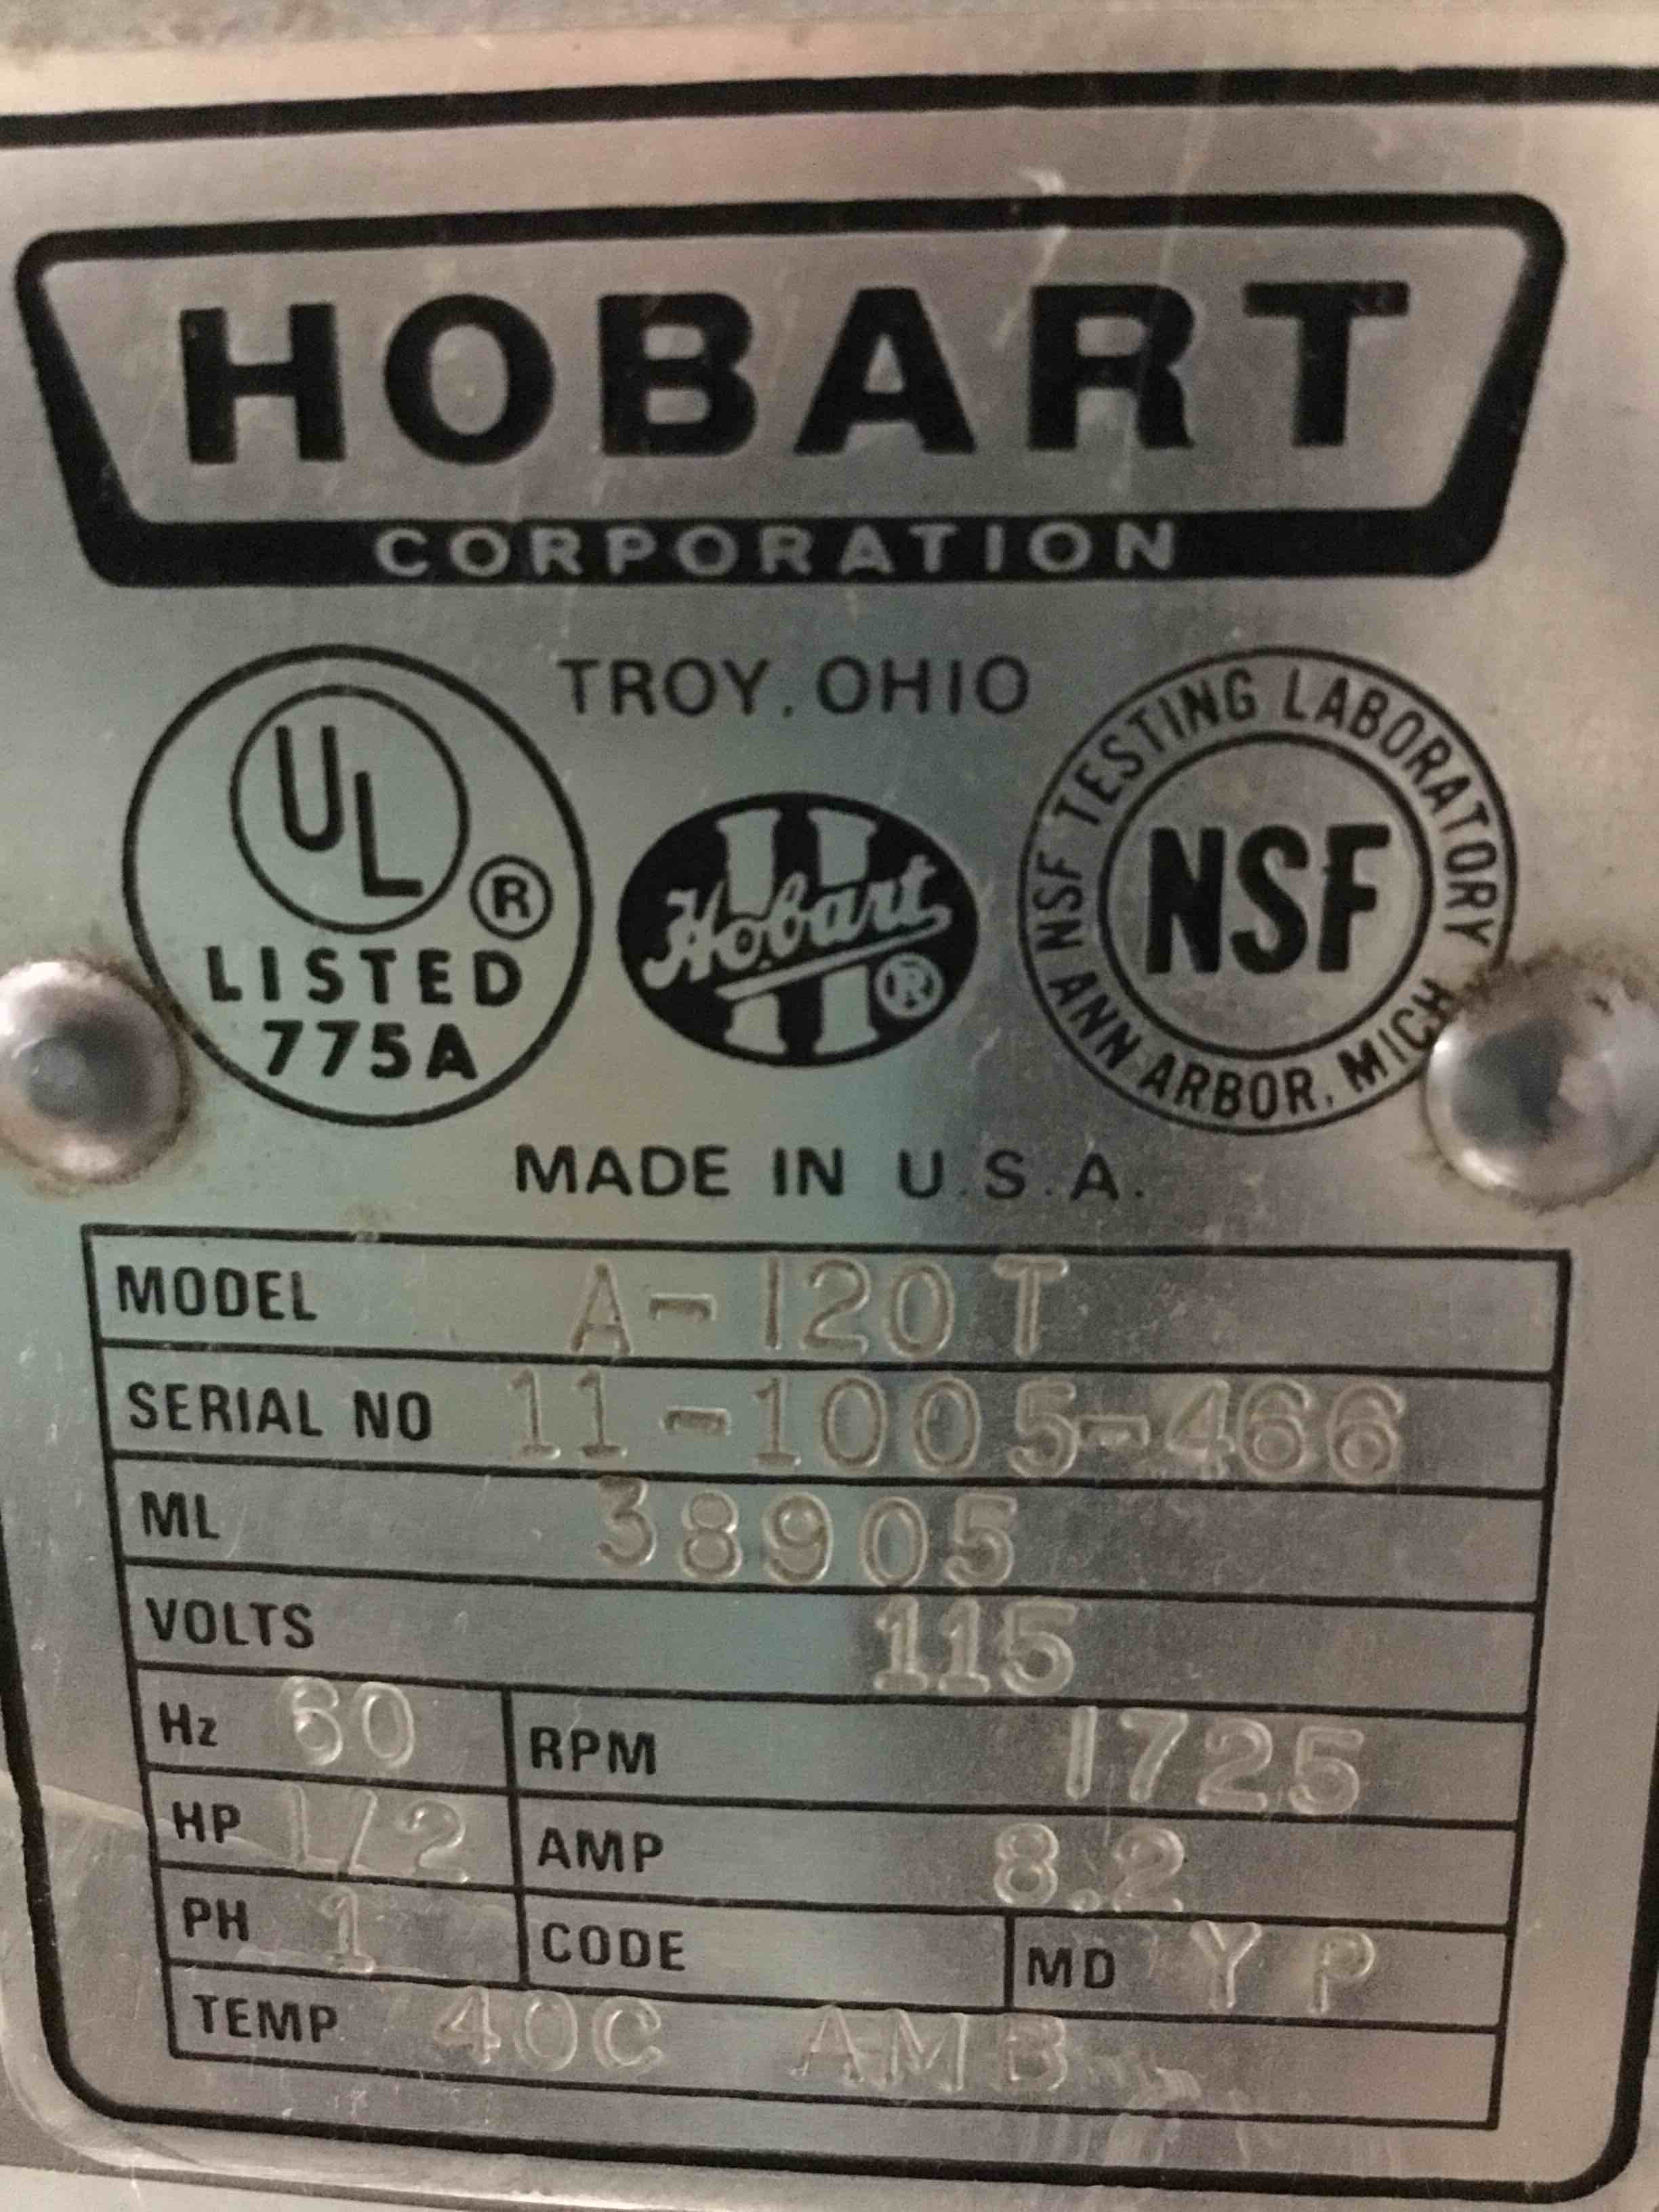 HOBART
CORPORATION
TROY, OHIO
UL
®
LISTED
775A
Hobart
®
NSF TESTING LABORATORY
NSF
ANN ARBOR, MICH
MADE IN U.S.A.
MODEL A-120 T
SERIAL NO 11-1005-466
ML 38905
VOLTS 115
Hz 60 RPM 1725
HP 1/2 AMP 8.2
PH 1 CODE MD Y P
TEMP 40C AMB